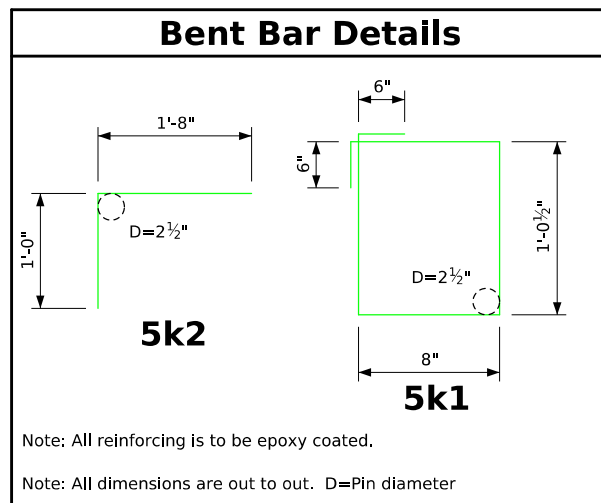 Bent Bar Details
6"
1'-8"
6"
1'-0"
D=2½"
1'-0½"
D=2½"
5k2
8"
5k1
Note: All reinforcing is to be epoxy coated.
Note: All dimensions are out to out.  D=Pin diameter